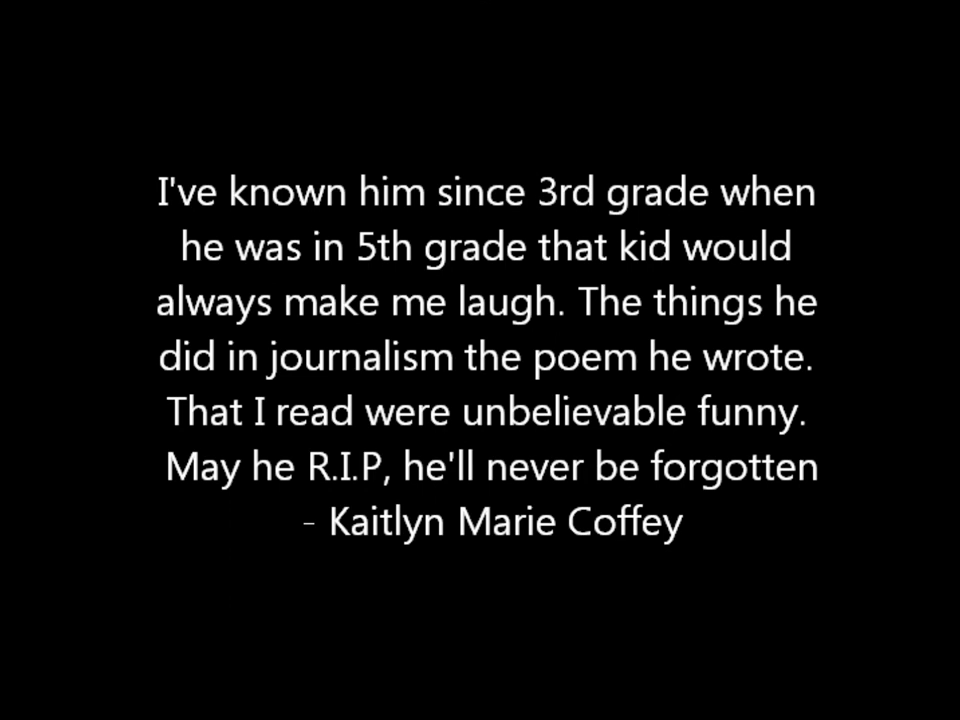 I've known him since 3rd grade when
he was in 5th grade that kid would
always make me laugh. The things he
did in journalism the poem he wrote.
That I read were unbelievable funny.
May he R.I.P, he'll never be forgotten
- Kaitlyn Marie Coffey